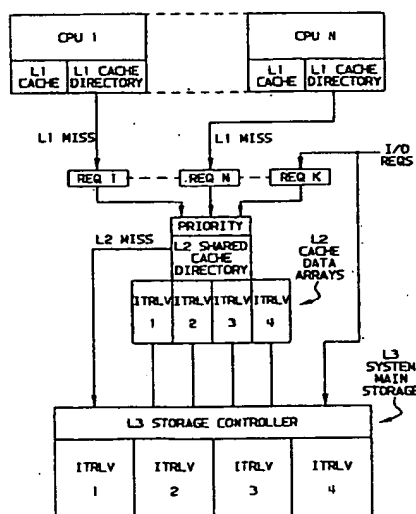 CPU 1
CPU N
L1 CACHE
L1 CACHE DIRECTORY
L1 CACHE
L1 CACHE DIRECTORY
L1 MISS
L1 MISS
I/O REQS
REQ 1
REQ N
REQ K
PRIORITY
L2 MISS
L2 SHARED CACHE DIRECTORY
L2 CACHE DATA ARRAYS
ITRLV 1
ITRLV 2
ITRLV 3
ITRLV 4
L3 SYSTEM MAIN STORAGE
L3 STORAGE CONTROLLER
ITRLV 1
ITRLV 2
ITRLV 3
ITRLV 4